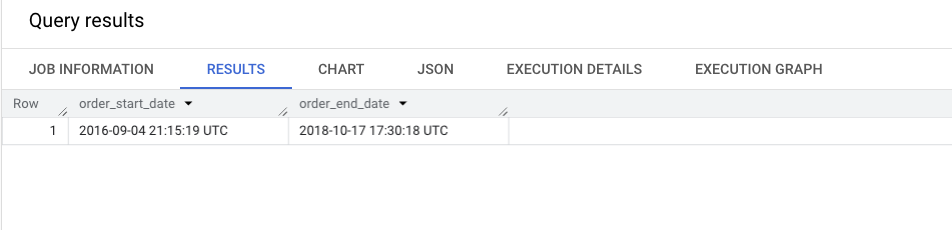 Query results
JOB INFORMATION RESULTS CHART JSON EXECUTION DETAILS EXECUTION GRAPH
Row order_start_date order_end_date
1 2016-09-04 21:15:19 UTC 2018-10-17 17:30:18 UTC